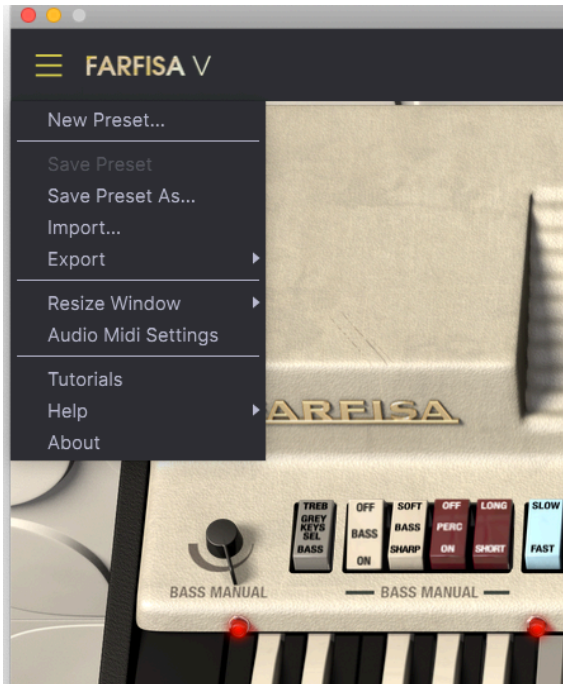 FARFISA V
New Preset...
Save Preset
Save Preset As...
Import...
Export
Resize Window
Audio Midi Settings
Tutorials
Help
About
ARFISA
TREB
GREY
KEYS
SEL
BASS
OFF
BASS
ON
SOFT
BASS
SHARP
OFF
PERC
ON
LONG
SHORT
SLOW
FAST
BASS MANUAL
BASS MANUAL